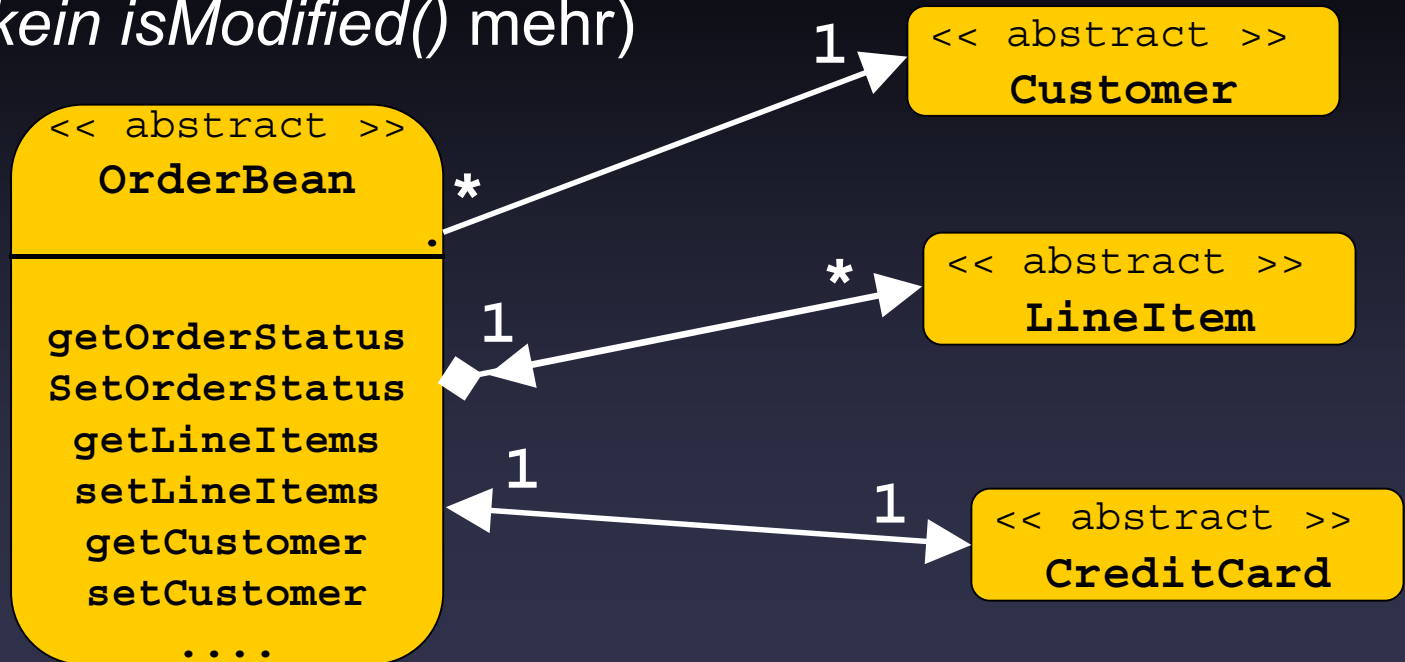 kein isModified() mehr)
<< abstract >>
OrderBean
.
getOrderStatus
SetOrderStatus
getLineItems
setLineItems
getCustomer
setCustomer
....
* 1
<< abstract >>
Customer
1 *
<< abstract >>
LineItem
1 1
<< abstract >>
CreditCard